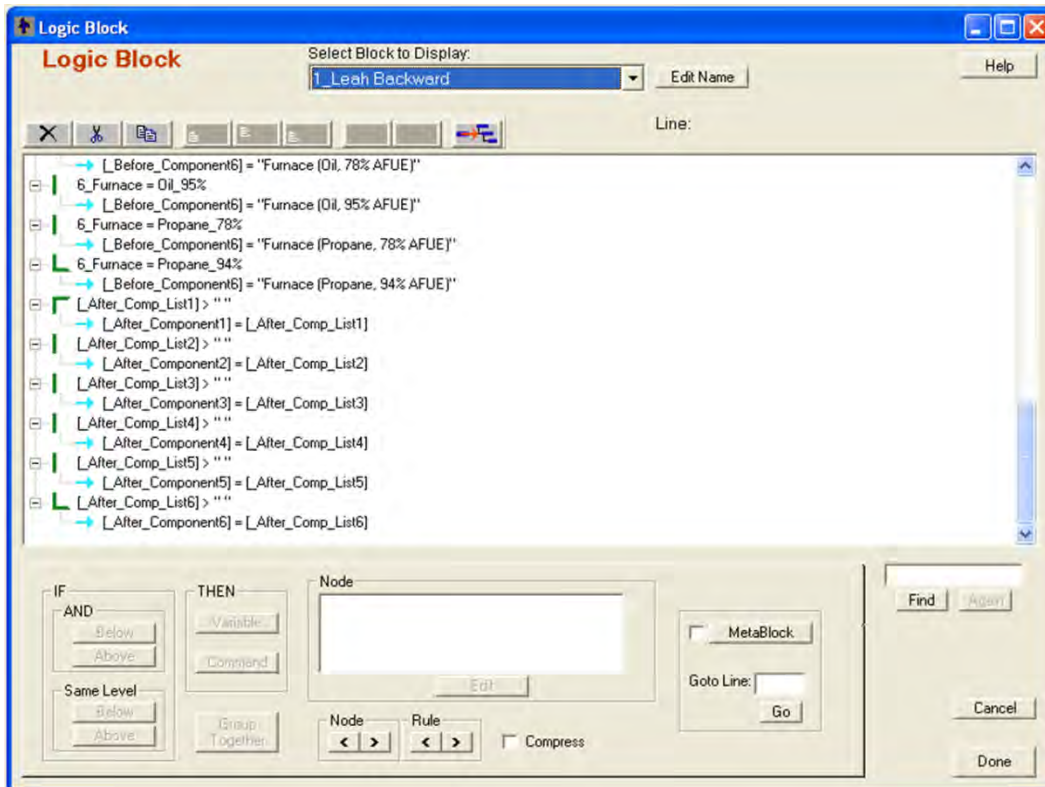 Logic Block
Logic Block
Select Block to Display:
1_Leah Backward
Edit Name
Help
Line:
[_Before_Component6] = "Furnace (Oil, 78% AFUE)"
6_Furnace = Oil_95%
[_Before_Component6] = "Furnace (Oil, 95% AFUE)"
6_Furnace = Propane_78%
[_Before_Component6] = "Furnace (Propane, 78% AFUE)"
6_Furnace = Propane_94%
[_Before_Component6] = "Furnace (Propane, 94% AFUE)"
[_After_Comp_List1] > " "
[_After_Component1] = [_After_Comp_List1]
[_After_Comp_List2] > " "
[_After_Component2] = [_After_Comp_List2]
[_After_Comp_List3] > " "
[_After_Component3] = [_After_Comp_List3]
[_After_Comp_List4] > " "
[_After_Component4] = [_After_Comp_List4]
[_After_Comp_List5] > " "
[_After_Component5] = [_After_Comp_List5]
[_After_Comp_List6] > " "
[_After_Component6] = [_After_Comp_List6]
IF
AND
Below
Above
Same Level
Below
Above
THEN
Variable
Command
Group Together
Node
Edit
Node
< >
Rule
< >
Compress
MetaBlock
Goto Line:
Go
Find
Again
Cancel
Done